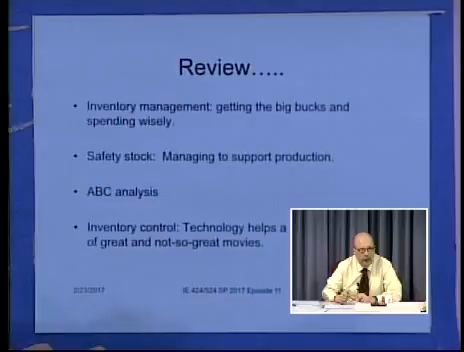 Review…..
• Inventory management: getting the big bucks and
spending wisely.
• Safety stock: Managing to support production.
• ABC analysis
• Inventory control: Technology helps a
of great and not-so-great movies.
2/23/2017
IE 424/524 SP 2017 Episode 11